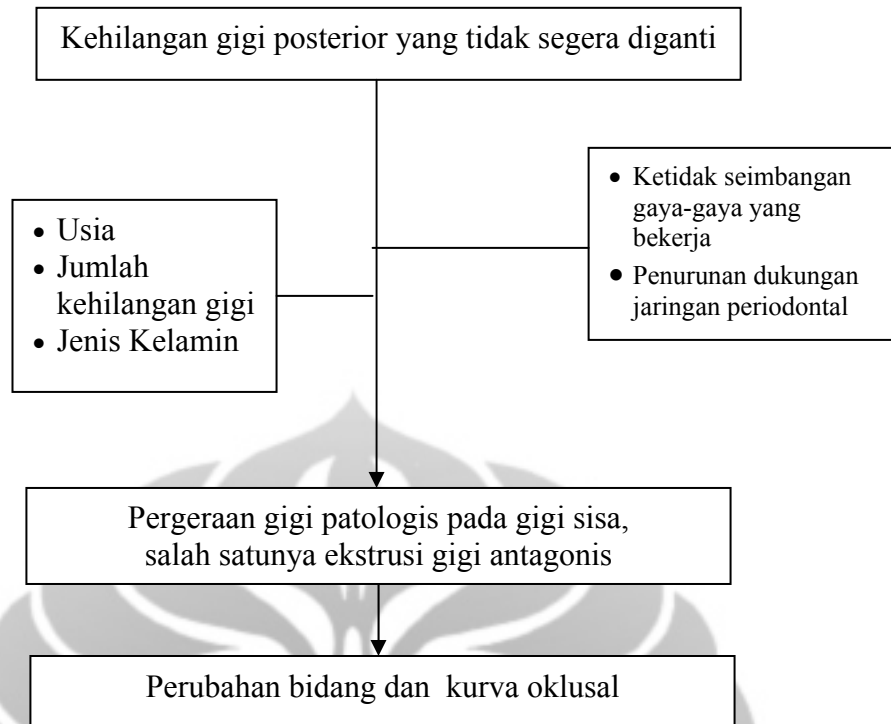 Kehilangan gigi posterior yang tidak segera diganti
• Ketidak seimbangan
gaya-gaya yang
bekerja
• Penurunan dukungan
jaringan periodontal
• Usia
• Jumlah
kehilangan gigi
• Jenis Kelamin
Pergeraan gigi patologis pada gigi sisa,
salah satunya ekstrusi gigi antagonis
Perubahan bidang dan kurva oklusal